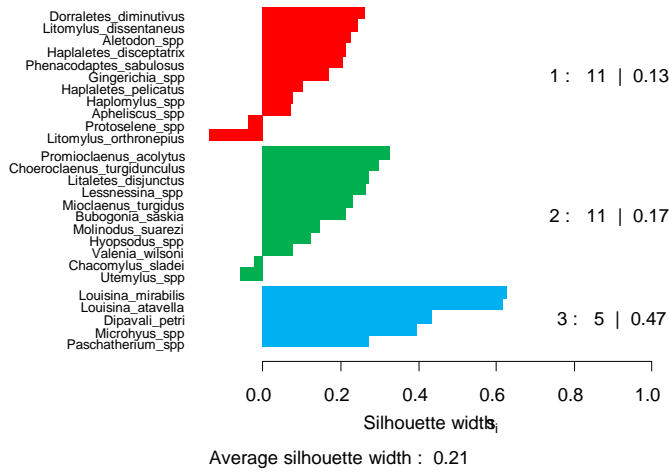 Dorraletes_diminutivus
Litomylus_dissentaneus
Aletodon_spp
Haplaletes_disceptatrix
Phenacodaptes_sabulosus
Gingerichia_spp
Haplaletes_pelicatus
Haplomylus_spp
Apheliscus_spp
Protoselene_spp
Litomylus_orthronepius
1 : 11 | 0.13
Promioclaenus_acolytus
Choeroclaenus_turgidunculus
Litaletes_disjunctus
Lessnessina_spp
Mioclaenus_turgidus
Bubogonia_saskia
Molinodus_suarezi
Hyopsodus_spp
Valenia_wilsoni
Chacomylus_sladei
Utemylus_spp
2 : 11 | 0.17
Louisina_mirabilis
Louisina_atavella
Dipavali_petri
Microhyus_spp
Paschatherium_spp
3 : 5 | 0.47
0.0 0.2 0.4 0.6 0.8 1.0
Silhouette width si
Average silhouette width : 0.21